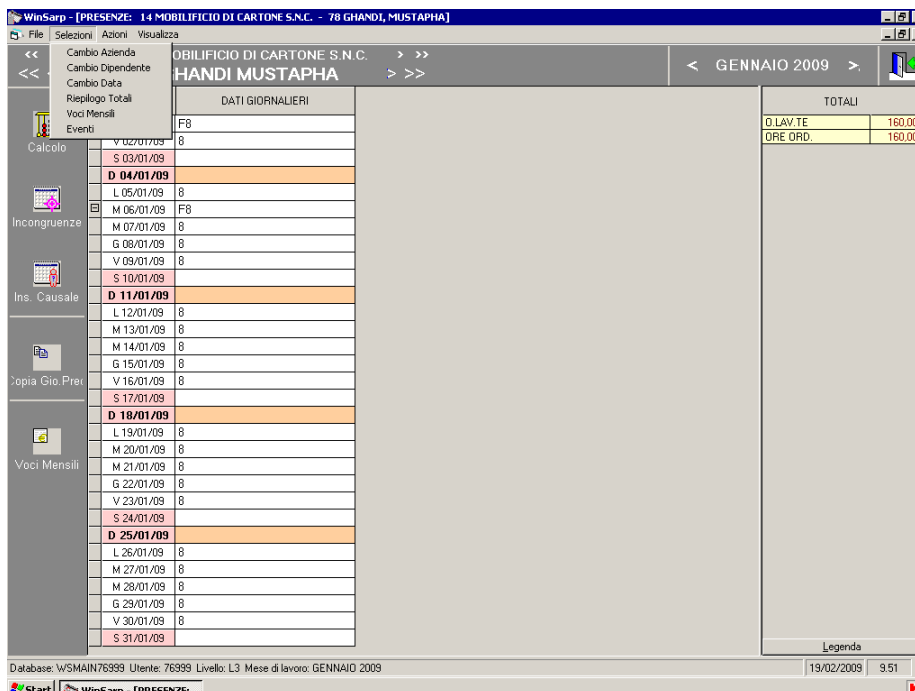 WinSarp - [PRESENZE: 14 MOBILIFICIO DI CARTONE S.N.C. - 78 GHANDI, MUSTAPHA]
File Selezioni Azioni Visualizza
Cambio Azienda
Cambio Dipendente
Cambio Data
Riepilogo Totali
Voci Mensili
Eventi
<< OBILIFICIO DI CARTONE S.N.C. > >>
<< HANDI MUSTAPHA > >>
< GENNAIO 2009 >
Calcolo
Incongruenze
Ins. Causale
Copia Gio.Prec
Voci Mensili
DATI GIORNALIERI
F8
V 02/01/09 8
S 03/01/09
D 04/01/09
L 05/01/09 8
M 06/01/09 F8
M 07/01/09 8
G 08/01/09 8
V 09/01/09 8
S 10/01/09
D 11/01/09
L 12/01/09 8
M 13/01/09 8
M 14/01/09 8
G 15/01/09 8
V 16/01/09 8
S 17/01/09
D 18/01/09
L 19/01/09 8
M 20/01/09 8
M 21/01/09 8
G 22/01/09 8
V 23/01/09 8
S 24/01/09
D 25/01/09
L 26/01/09 8
M 27/01/09 8
M 28/01/09 8
G 29/01/09 8
V 30/01/09 8
S 31/01/09
TOTALI
O.LAV.TE 160,00
ORE ORD. 160,00
Legenda
Database: WSMAIN76999 Utente: 76999 Livello: L3 Mese di lavoro: GENNAIO 2009 19/02/2009 9.51
Start WinSarp - [PRESENZE: